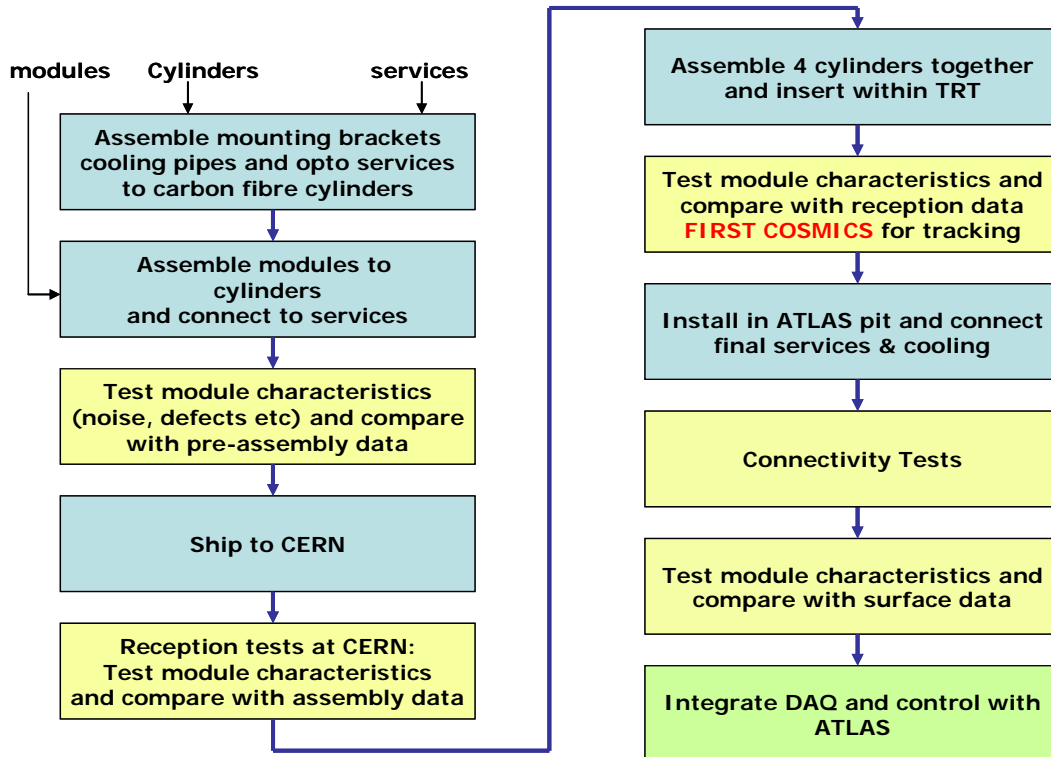 modules Cylinders services
Assemble mounting brackets
cooling pipes and opto services
to carbon fibre cylinders
Assemble modules to
cylinders
and connect to services
Test module characteristics
(noise, defects etc) and compare
with pre-assembly data
Ship to CERN
Reception tests at CERN:
Test module characteristics
and compare with assembly data
Assemble 4 cylinders together
and insert within TRT
Test module characteristics and
compare with reception data
FIRST COSMICS for tracking
Install in ATLAS pit and connect
final services & cooling
Connectivity Tests
Test module characteristics and
compare with surface data
Integrate DAQ and control with
ATLAS